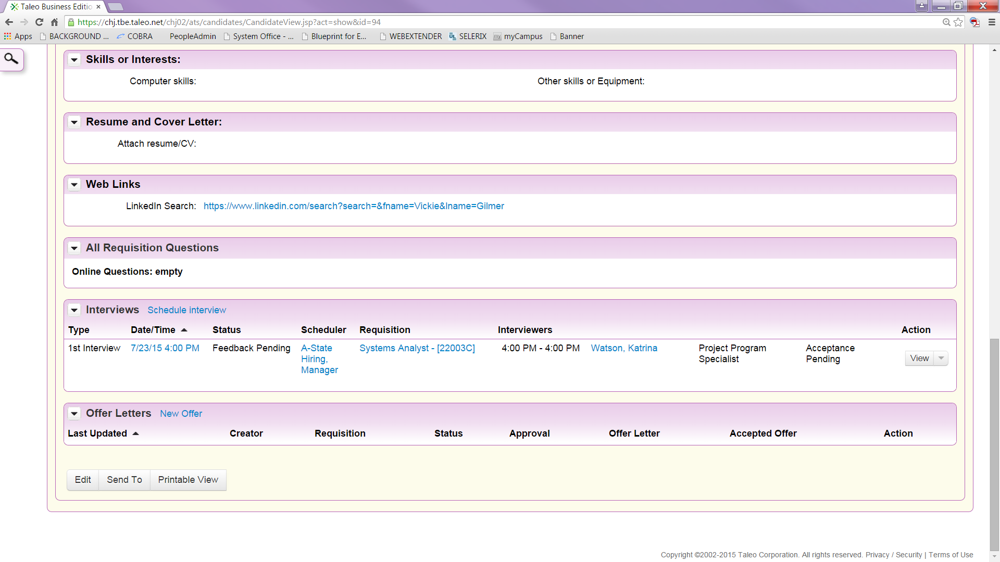 Taleo Business Editio
https://chj.tbe.taleo.net/chj02/ats/candidates/CandidateView.jsp?act=show&id=94
Apps BACKGROUND ... COBRA PeopleAdmin System Office - ... Blueprint for E... WEBEXTENDER UL SELERIX my myCampus Banner
Skills or Interests:
Computer skills: Other skills or Equipment:
Resume and Cover Letter:
Attach resume/CV:
Web Links
LinkedIn Search: https://www.linkedin.com/search?search=&fname=Vickie&lname=Gilmer
All Requisition Questions
Online Questions: empty
Interviews Schedule interview
Type Date/Time Status Scheduler Requisition Interviewers Action
1st Interview 7/23/15 4:00 PM Feedback Pending A-State Systems Analyst - [22003C] 4:00 PM - 4:00 PM Watson, Katrina Project Program Acceptance
Hiring, Specialist Pending View
Manager
Offer Letters New Offer
Last Updated Creator Requisition Status Approval Offer Letter Accepted Offer Action
Edit Send To Printable View
Copyright ©2002-2015 Taleo Corporation. All rights reserved. Privacy / Security | Terms of Use